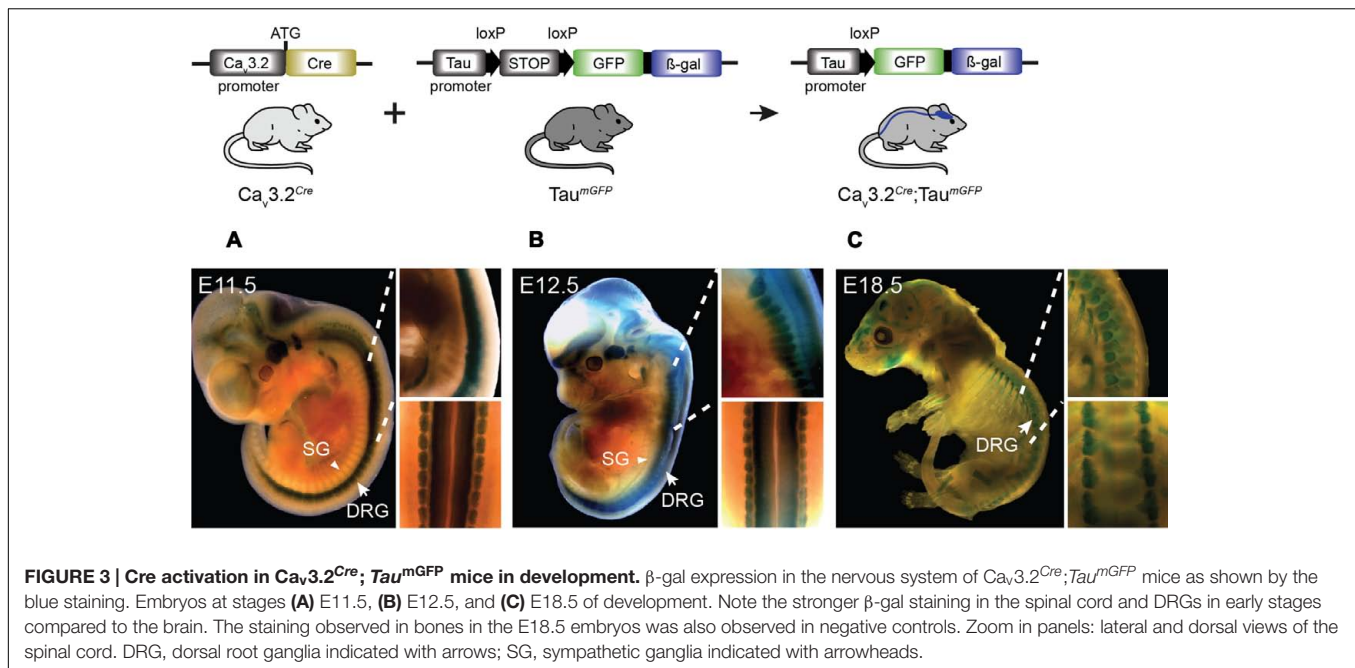 ATG
Caᵥ3.2 Cre
promoter
loxP loxP
Tau STOP GFP ß-gal
promoter
loxP
Tau GFP ß-gal
promoter
+
Caᵥ3.2Cre
TaumGFP
Caᵥ3.2Cre;TaumGFP
A
B
C
E11.5
SG
DRG
E12.5
SG
DRG
E18.5
DRG
FIGURE 3 | Cre activation in Caᵥ3.2Cre; TaumGFP mice in development. β-gal expression in the nervous system of Caᵥ3.2Cre;TaumGFP mice as shown by the
blue staining. Embryos at stages (A) E11.5, (B) E12.5, and (C) E18.5 of development. Note the stronger β-gal staining in the spinal cord and DRGs in early stages
compared to the brain. The staining observed in bones in the E18.5 embryos was also observed in negative controls. Zoom in panels: lateral and dorsal views of the
spinal cord. DRG, dorsal root ganglia indicated with arrows; SG, sympathetic ganglia indicated with arrowheads.